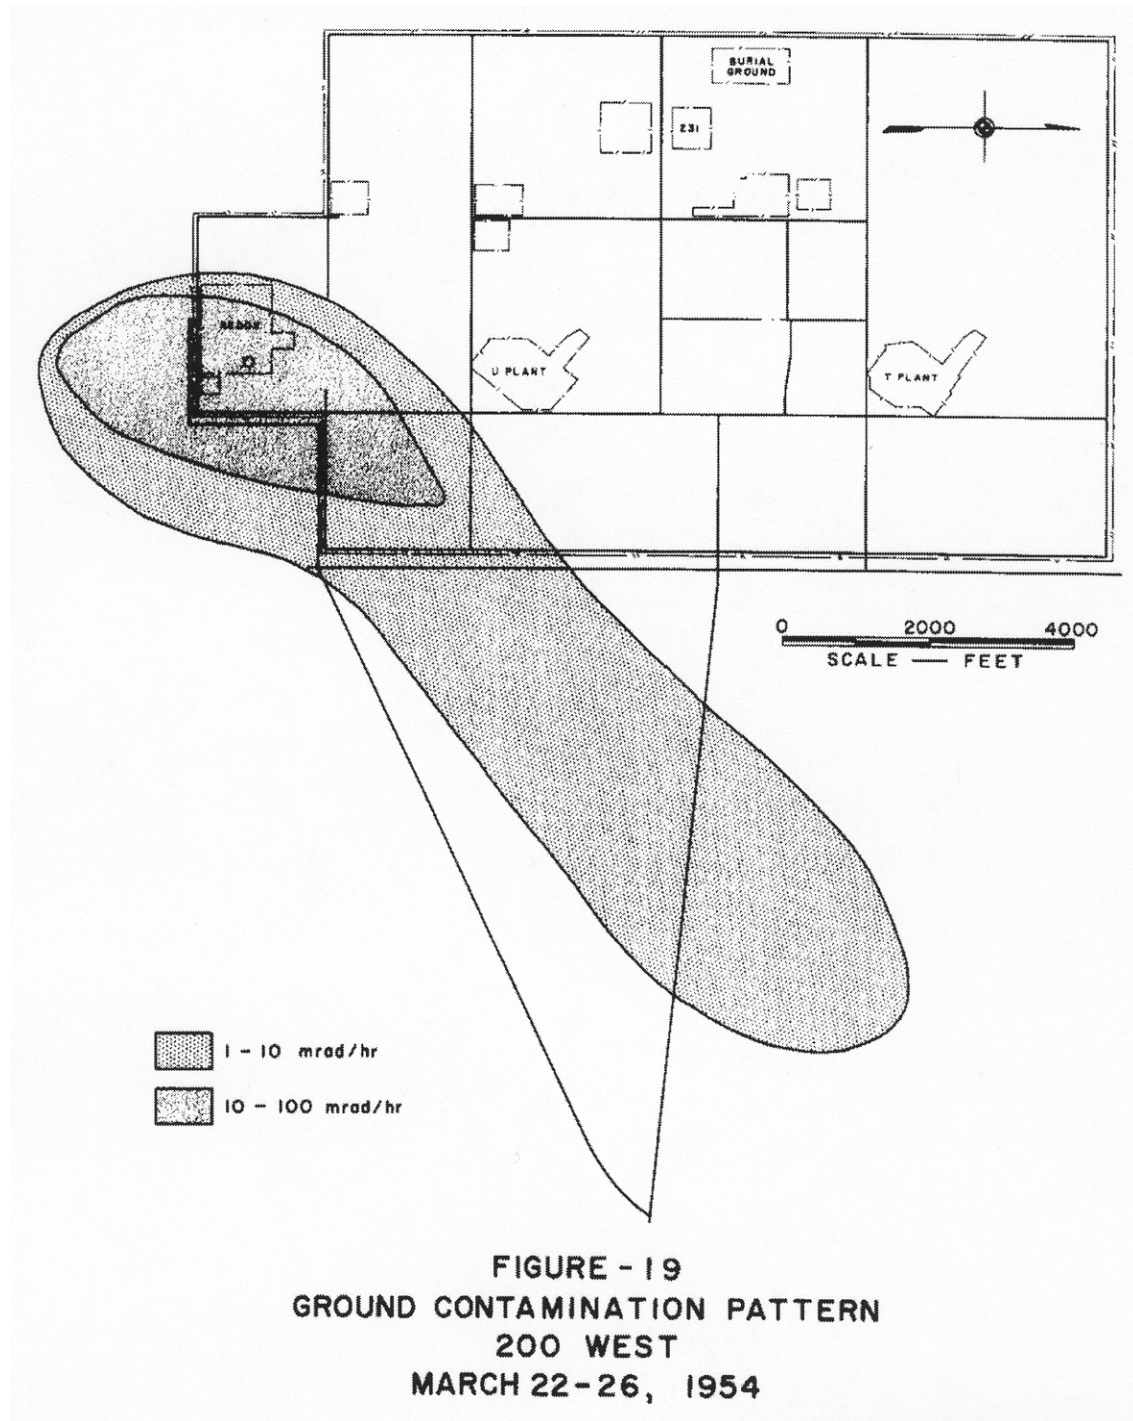 BURIAL
GROUND
231
REDOX
U PLANT
T PLANT
0 2000 4000
SCALE — FEET
1 - 10 mrad/hr
10 - 100 mrad/hr
FIGURE - 19
GROUND CONTAMINATION PATTERN
200 WEST
MARCH 22-26, 1954